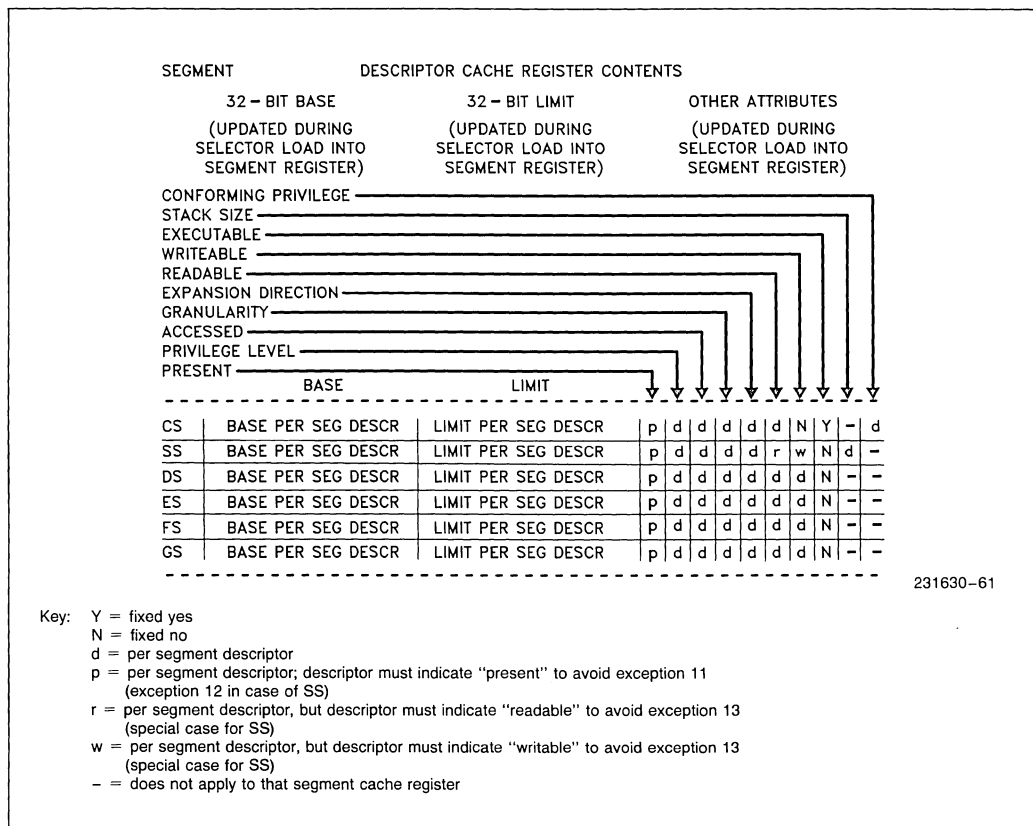 SEGMENT DESCRIPTOR CACHE REGISTER CONTENTS
32 – BIT BASE 32 – BIT LIMIT OTHER ATTRIBUTES
(UPDATED DURING (UPDATED DURING (UPDATED DURING
SELECTOR LOAD INTO SELECTOR LOAD INTO SELECTOR LOAD INTO
SEGMENT REGISTER) SEGMENT REGISTER) SEGMENT REGISTER)
CONFORMING PRIVILEGE
STACK SIZE
EXECUTABLE
WRITEABLE
READABLE
EXPANSION DIRECTION
GRANULARITY
ACCESSED
PRIVILEGE LEVEL
PRESENT
BASE LIMIT
CS BASE PER SEG DESCR LIMIT PER SEG DESCR p d d d d d N Y – d
SS BASE PER SEG DESCR LIMIT PER SEG DESCR p d d d d r w N d –
DS BASE PER SEG DESCR LIMIT PER SEG DESCR p d d d d d d N – –
ES BASE PER SEG DESCR LIMIT PER SEG DESCR p d d d d d d N – –
FS BASE PER SEG DESCR LIMIT PER SEG DESCR p d d d d d d N – –
GS BASE PER SEG DESCR LIMIT PER SEG DESCR p d d d d d d N – –
231630–61
Key: Y = fixed yes
N = fixed no
d = per segment descriptor
p = per segment descriptor; descriptor must indicate "present" to avoid exception 11
(exception 12 in case of SS)
r = per segment descriptor, but descriptor must indicate "readable" to avoid exception 13
(special case for SS)
w = per segment descriptor, but descriptor must indicate "writable" to avoid exception 13
(special case for SS)
– = does not apply to that segment cache register